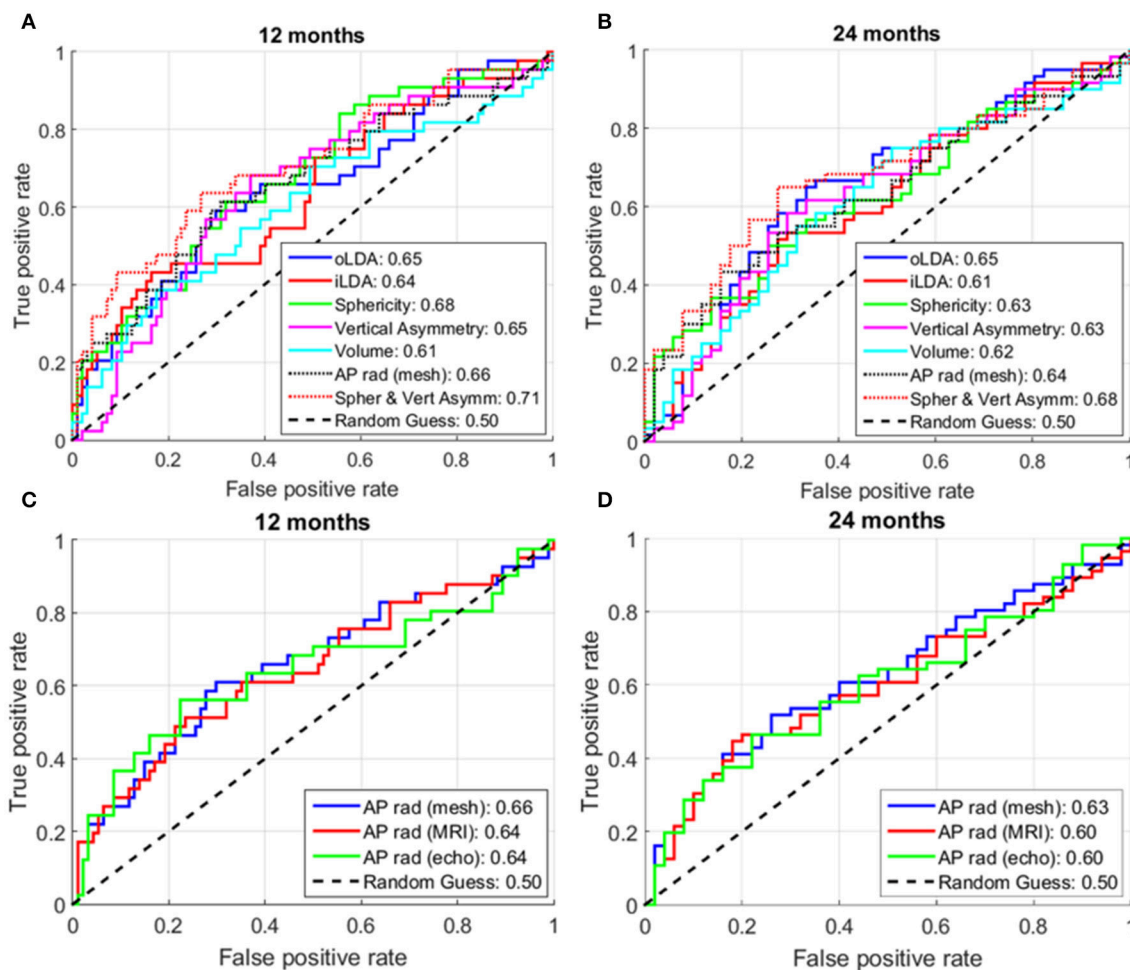 A
12 months
1
0.8
0.6
0.4
0.2
0
True positive rate
oLDA: 0.65
iLDA: 0.64
Sphericity: 0.68
Vertical Asymmetry: 0.65
Volume: 0.61
AP rad (mesh): 0.66
Spher & Vert Asymm: 0.71
Random Guess: 0.50
0 0.2 0.4 0.6 0.8 1
False positive rate
B
24 months
1
0.8
0.6
0.4
0.2
0
True positive rate
oLDA: 0.65
iLDA: 0.61
Sphericity: 0.63
Vertical Asymmetry: 0.63
Volume: 0.62
AP rad (mesh): 0.64
Spher & Vert Asymm: 0.68
Random Guess: 0.50
0 0.2 0.4 0.6 0.8 1
False positive rate
C
12 months
1
0.8
0.6
0.4
0.2
0
True positive rate
AP rad (mesh): 0.66
AP rad (MRI): 0.64
AP rad (echo): 0.64
Random Guess: 0.50
0 0.2 0.4 0.6 0.8 1
False positive rate
D
24 months
1
0.8
0.6
0.4
0.2
0
True positive rate
AP rad (mesh): 0.63
AP rad (MRI): 0.60
AP rad (echo): 0.60
Random Guess: 0.50
0 0.2 0.4 0.6 0.8 1
False positive rate